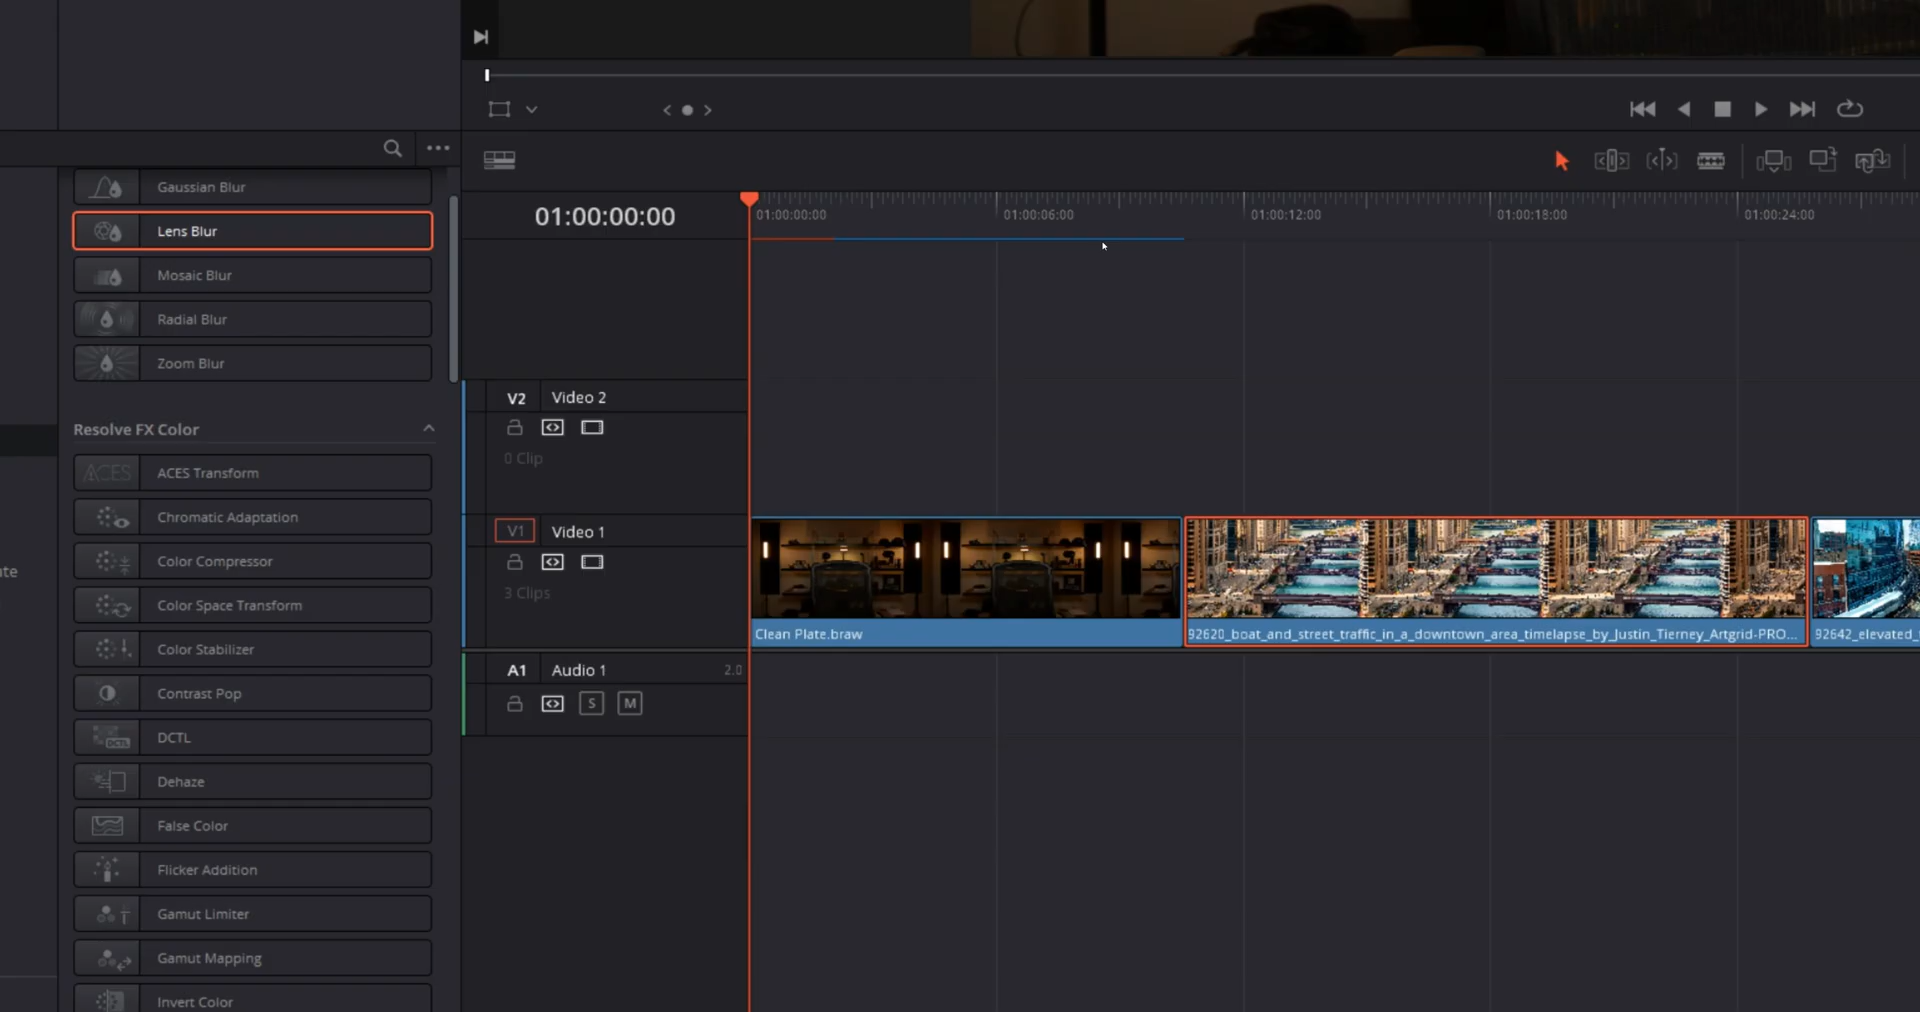 Gaussian Blur
Lens Blur
Mosaic Blur
Radial Blur
Zoom Blur
Resolve FX Color
ACES
ACES Transform
Chromatic Adaptation
Color Compressor
Color Space Transform
Color Stabilizer
Contrast Pop
DCTL
DCTL
Dehaze
False Color
Flicker Addition
Gamut Limiter
Gamut Mapping
Invert Color
ute
01:00:00:00
01:00:00:00
01:00:06:00
01:00:12:00
01:00:18:00
01:00:24:00
V2 Video 2
0 Clip
V1 Video 1
3 Clips
Clean Plate.braw
92620_boat_and_street_traffic_in_a_downtown_area_timelapse_by_Justin_Tierney_Artgrid-PRO...
92642_elevated_
A1 Audio 1 2.0
S M